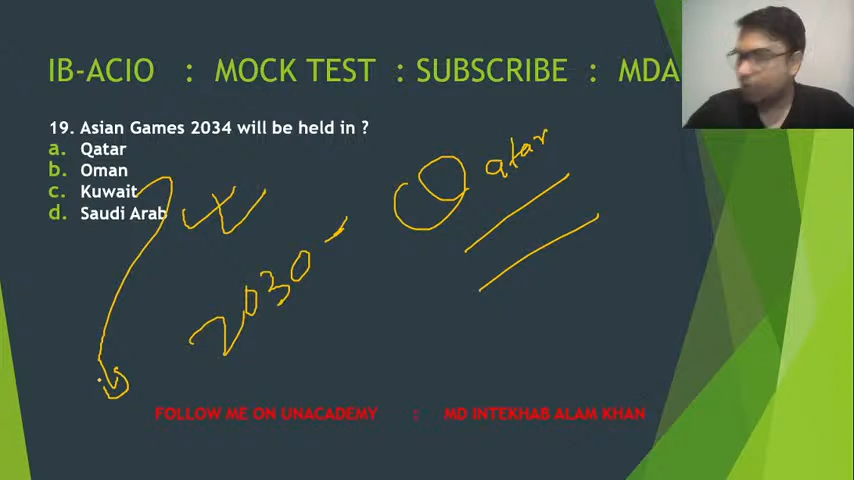 IB-ACIO : MOCK TEST : SUBSCRIBE : MDA
19. Asian Games 2034 will be held in ?
a. Qatar
b. Oman
c. Kuwait
d. Saudi Arab
Qatar
2030 -
FOLLOW ME ON UNACADEMY : MD INTEKHAB ALAM KHAN